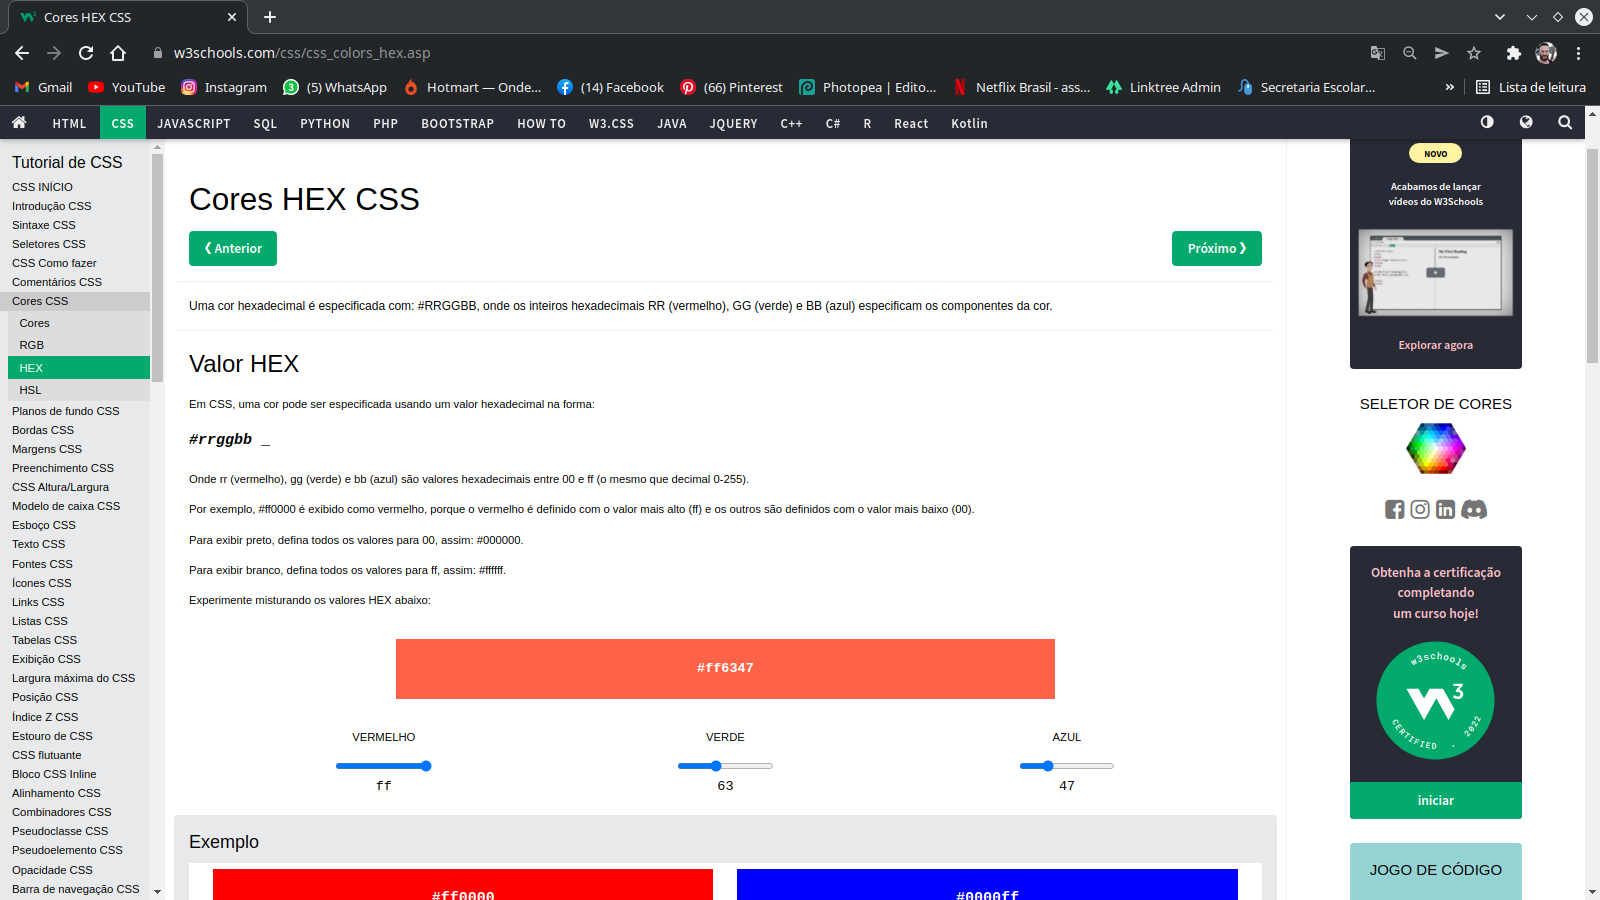 Cores HEX CSS
w3schools.com/css/css_colors_hex.asp
Gmail
YouTube
Instagram
3
(5) WhatsApp
Hotmart — Onde...
(14) Facebook
(66) Pinterest
Photopea | Edito...
Netflix Brasil - ass...
Linktree Admin
Secretaria Escolar...
»
Lista de leitura
HTML
CSS
JAVASCRIPT
SQL
PYTHON
PHP
BOOTSTRAP
HOW TO
W3.CSS
JAVA
JQUERY
C++
C#
R
React
Kotlin
Tutorial de CSS
CSS INÍCIO
Introdução CSS
Sintaxe CSS
Seletores CSS
CSS Como fazer
Comentários CSS
Cores CSS
Cores
RGB
HEX
HSL
Planos de fundo CSS
Bordas CSS
Margens CSS
Preenchimento CSS
CSS Altura/Largura
Modelo de caixa CSS
Esboço CSS
Texto CSS
Fontes CSS
Ícones CSS
Links CSS
Listas CSS
Tabelas CSS
Exibição CSS
Largura máxima do CSS
Posição CSS
Índice Z CSS
Estouro de CSS
CSS flutuante
Bloco CSS Inline
Alinhamento CSS
Combinadores CSS
Pseudoclasse CSS
Pseudoelemento CSS
Opacidade CSS
Barra de navegação CSS
Cores HEX CSS
❮ Anterior
Próximo ❯
Uma cor hexadecimal é especificada com: #RRGGBB, onde os inteiros hexadecimais RR (vermelho), GG (verde) e BB (azul) especificam os componentes da cor.
Valor HEX
Em CSS, uma cor pode ser especificada usando um valor hexadecimal na forma:
#rrggbb _
Onde rr (vermelho), gg (verde) e bb (azul) são valores hexadecimais entre 00 e ff (o mesmo que decimal 0-255).
Por exemplo, #ff0000 é exibido como vermelho, porque o vermelho é definido com o valor mais alto (ff) e os outros são definidos com o valor mais baixo (00).
Para exibir preto, defina todos os valores para 00, assim: #000000.
Para exibir branco, defina todos os valores para ff, assim: #ffffff.
Experimente misturando os valores HEX abaixo:
#ff6347
VERMELHO
VERDE
AZUL
ff
63
47
Exemplo
#ff0000
#0000ff
NOVO
Acabamos de lançar
vídeos do W3Schools
Explorar agora
SELETOR DE CORES
Obtenha a certificação
completando
um curso hoje!
w3schools
3
CERTIFIED . 2022
iniciar
JOGO DE CÓDIGO